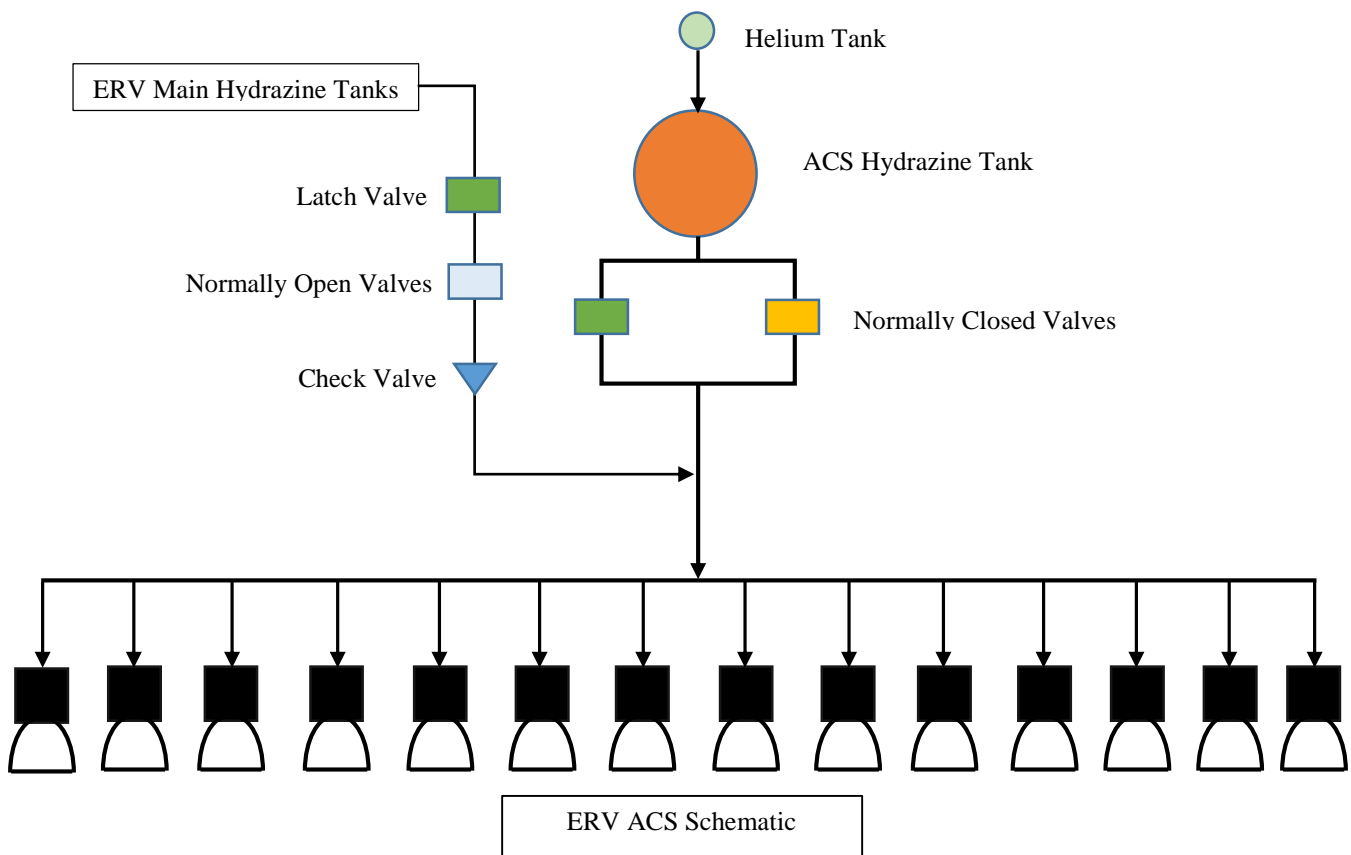 Helium Tank
ERV Main Hydrazine Tanks
ACS Hydrazine Tank
Latch Valve
Normally Open Valves
Normally Closed Valves
Check Valve
ERV ACS Schematic